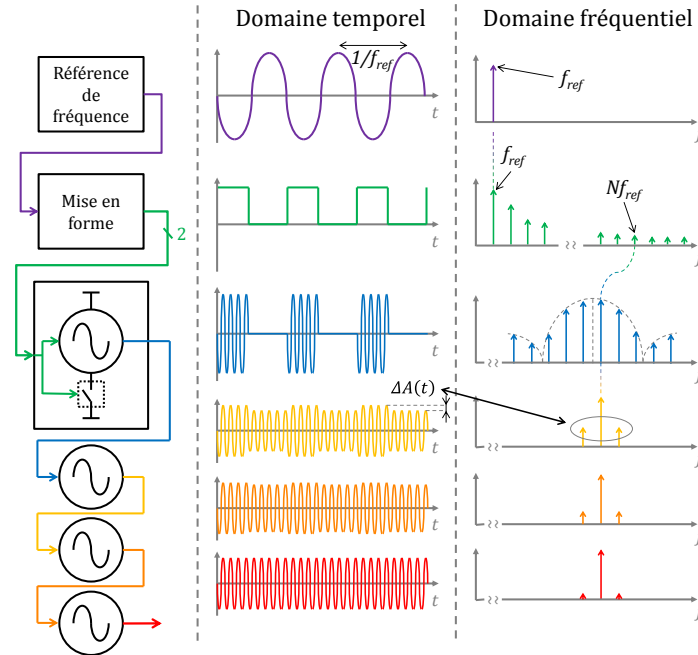 Domaine temporel
Domaine fréquentiel
Référence
de
fréquence
1/f_ref
t
f_ref
f
Mise en
forme
2
t
f_ref
Nf_ref
f
t
f
ΔA(t)
t
f
t
f
t
f